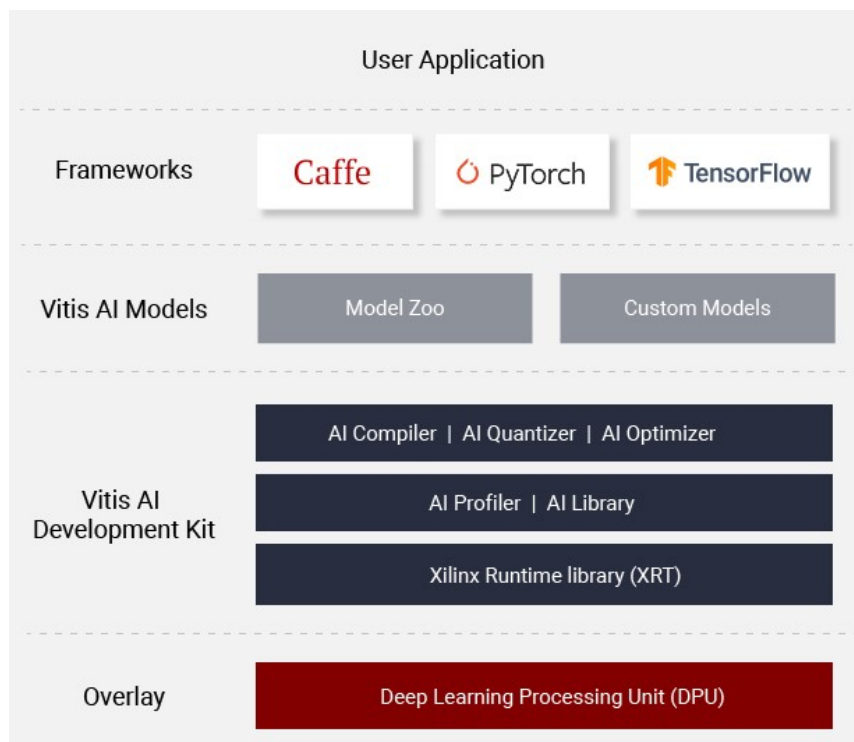 User Application
Frameworks
Caffe
PyTorch
TensorFlow
Vitis AI Models
Model Zoo
Custom Models
Vitis AI
Development Kit
AI Compiler | AI Quantizer | AI Optimizer
AI Profiler | AI Library
Xilinx Runtime library (XRT)
Overlay
Deep Learning Processing Unit (DPU)